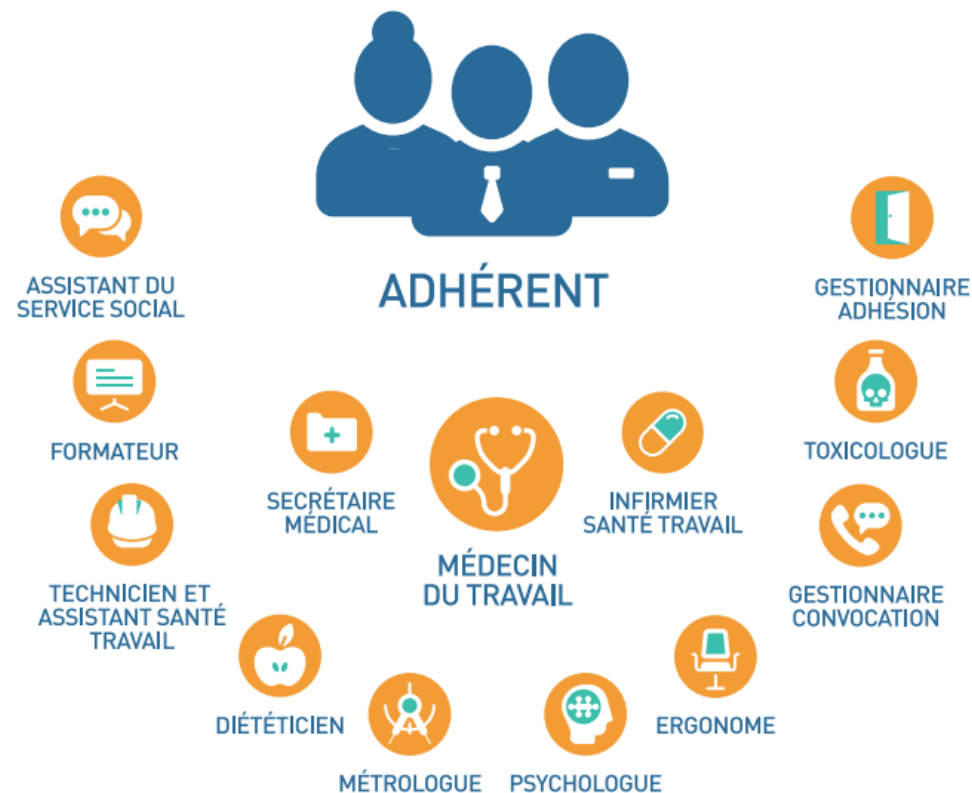 ADHÉRENT
ASSISTANT DU
SERVICE SOCIAL
GESTIONNAIRE
ADHÉSION
FORMATEUR
TOXICOLOGUE
SECRÉTAIRE
MÉDICAL
INFIRMIER
SANTÉ TRAVAIL
MÉDECIN
DU TRAVAIL
TECHNICIEN ET
ASSISTANT SANTÉ
TRAVAIL
GESTIONNAIRE
CONVOCATION
DIÉTÉTICIEN
ERGONOME
MÉTROLOGUE
PSYCHOLOGUE